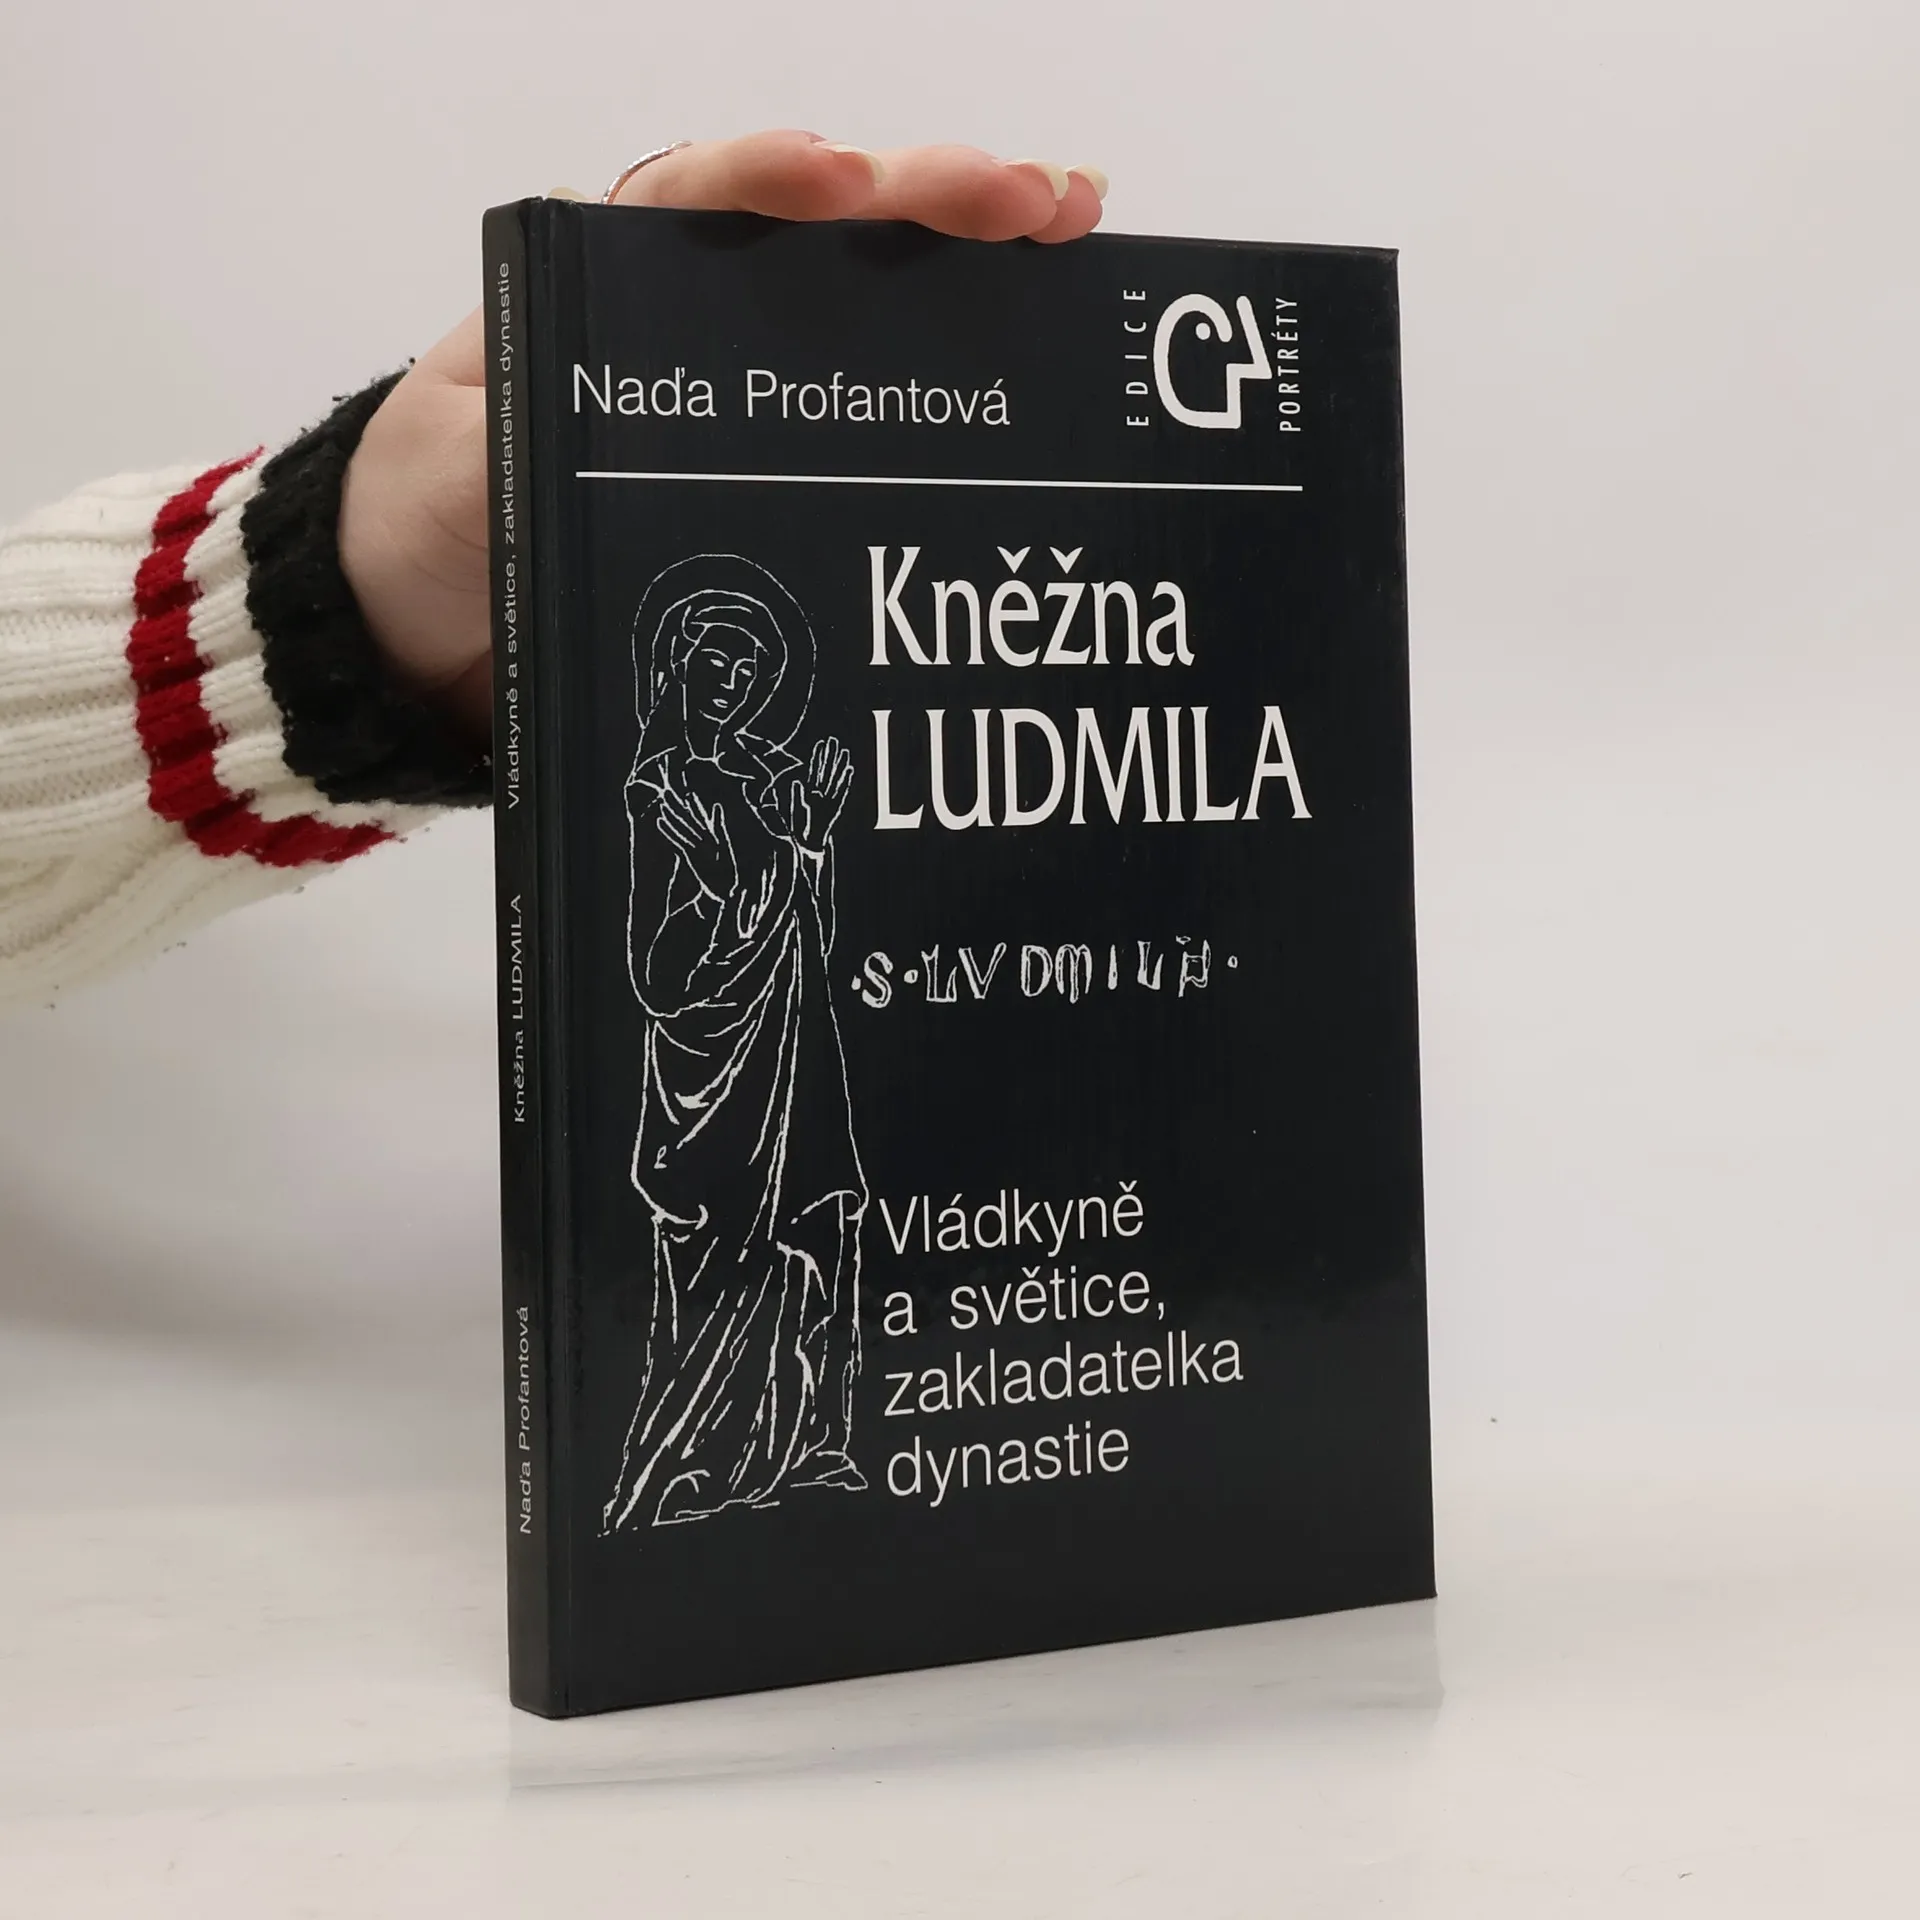 Naďa Profantová
EDICE
PORTRÉTY
Kněžna
LUDMILA
·S·LVDMILA·
Vládkyně
a světice,
zakladatelka
dynastie
Naďa Profantová Kněžna LUDMILA Vládkyně a světice, zakladatelka dynastie